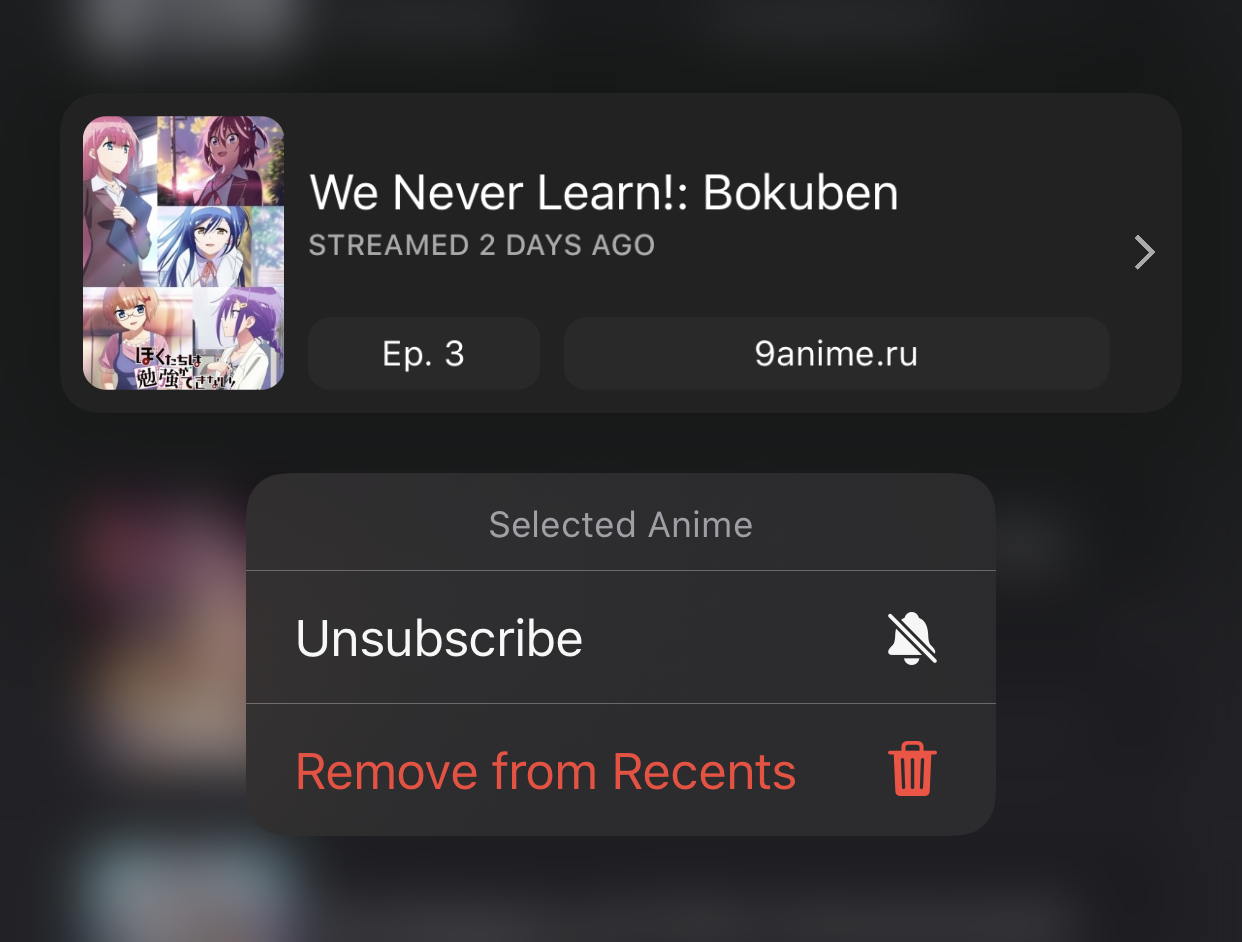 We Never Learn!: Bokuben
STREAMED 2 DAYS AGO
Ep. 3
9anime.ru
ぼくたちは
勉強ができない!
Selected Anime
Unsubscribe
Remove from Recents